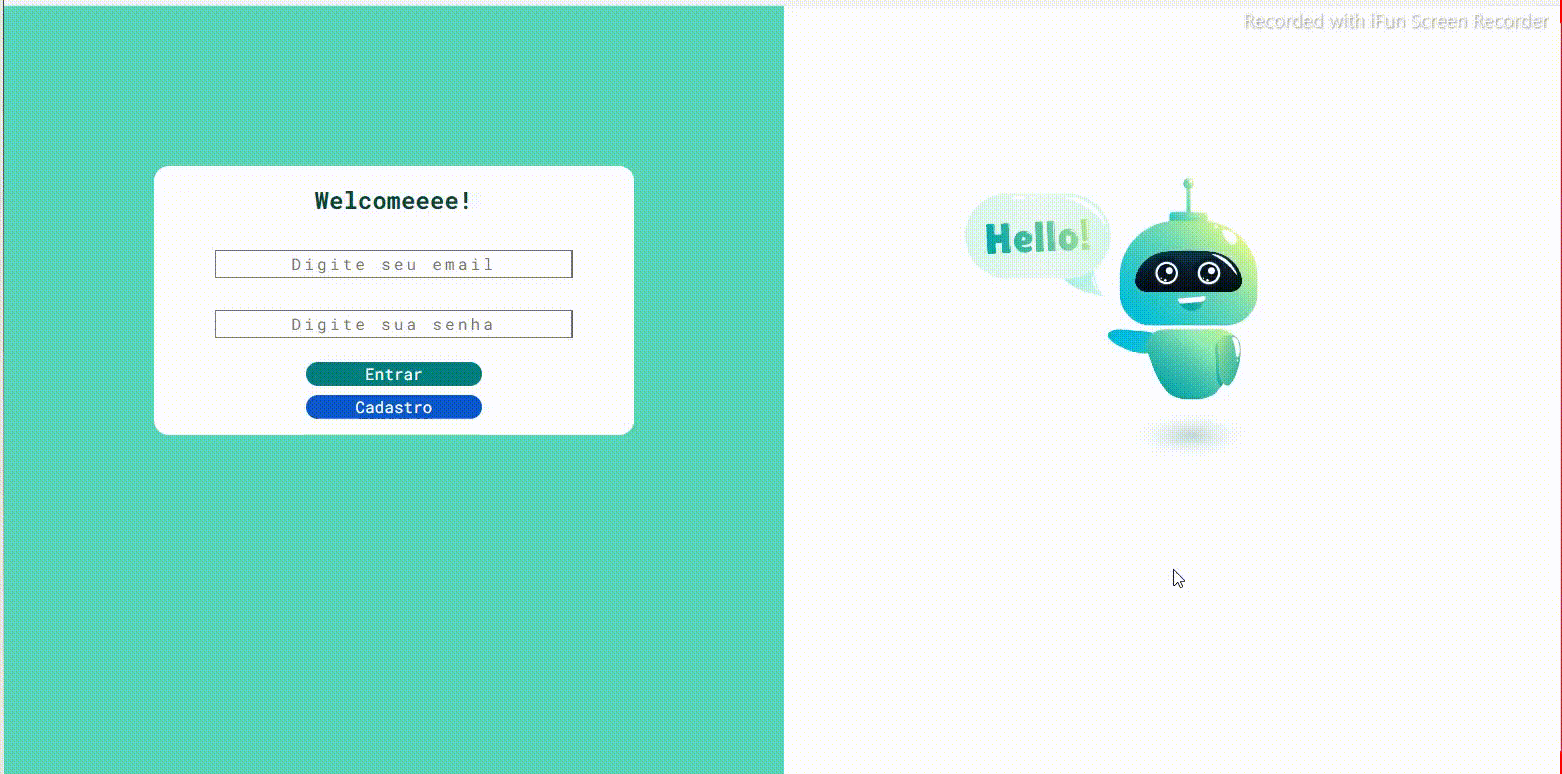 Recorded with iFun Screen Recorder
Welcomeeee!
Digite seu email
Digite sua senha
Entrar
Cadastro
Hello!